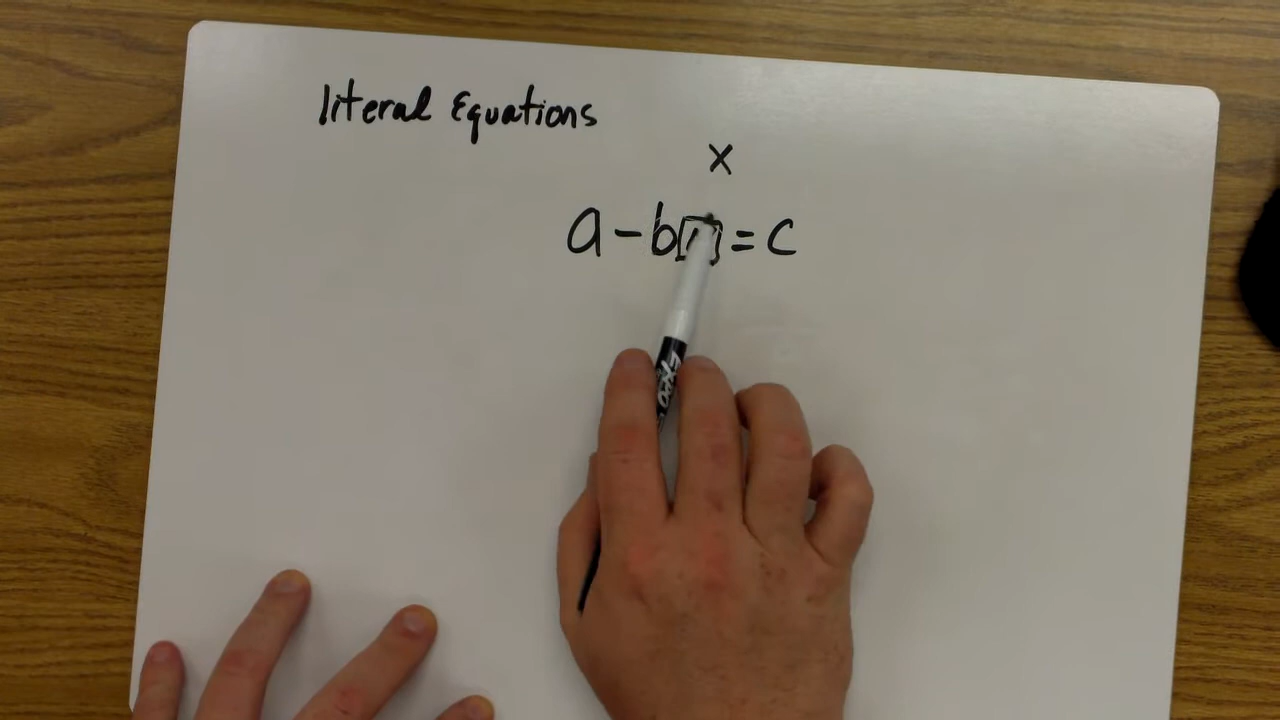 literal Equations
x
a - b = c
EXPO